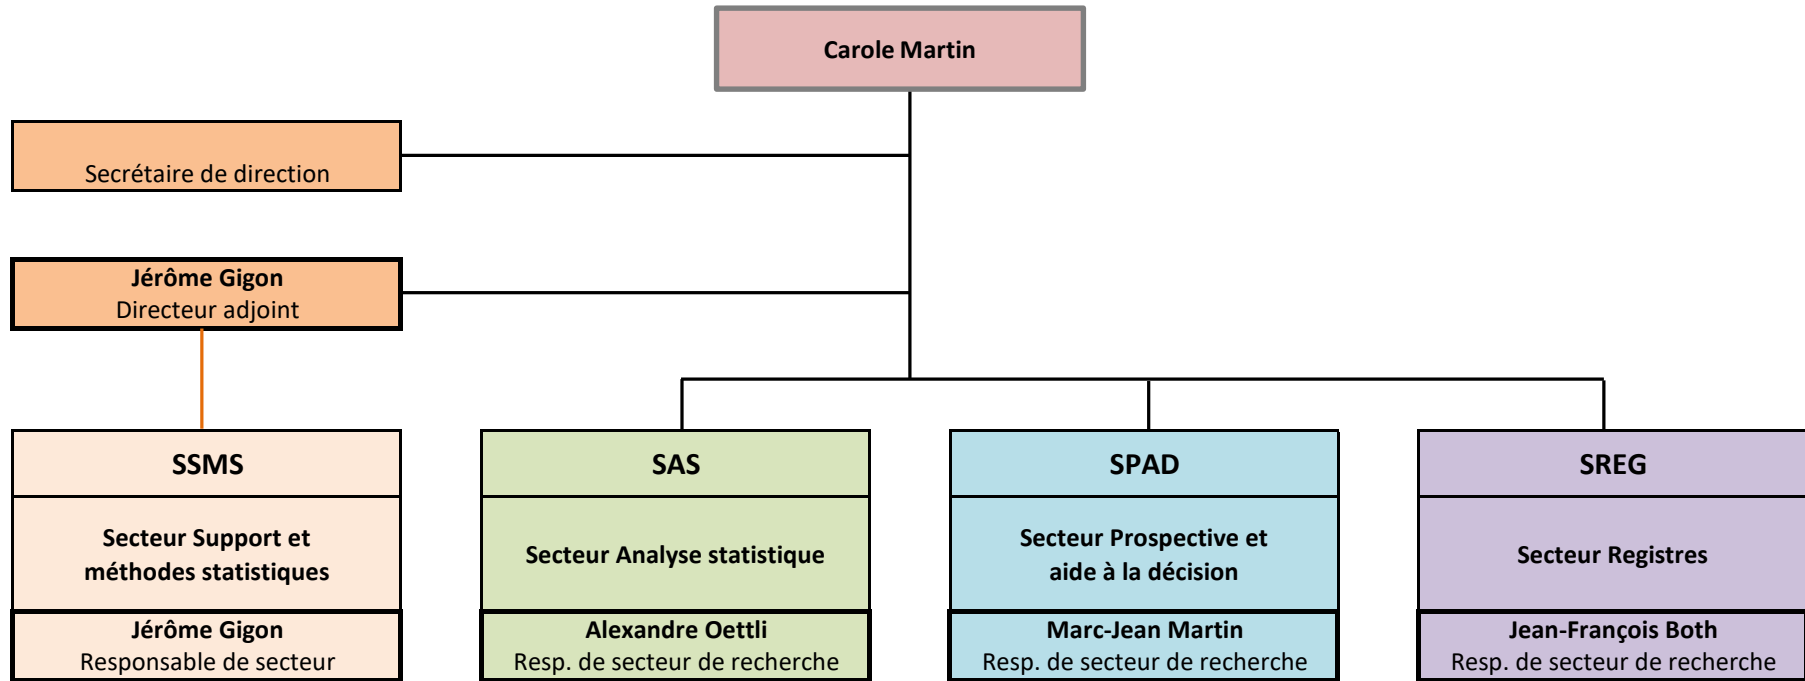 Carole Martin
Secrétaire de direction
Jérôme Gigon
Directeur adjoint
SSMS
Secteur Support et
méthodes statistiques
Jérôme Gigon
Responsable de secteur
SAS
Secteur Analyse statistique
Alexandre Oettli
Resp. de secteur de recherche
SPAD
Secteur Prospective et
aide à la décision
Marc-Jean Martin
Resp. de secteur de recherche
SREG
Secteur Registres
Jean-François Both
Resp. de secteur de recherche